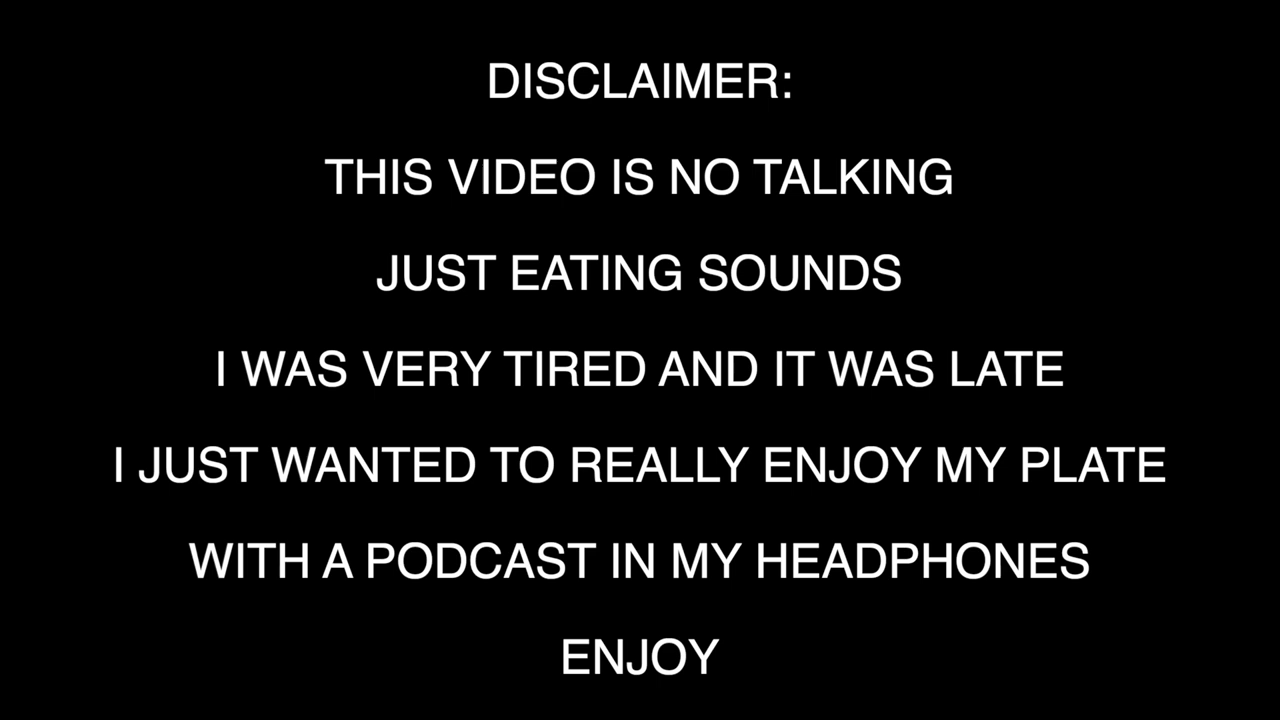 DISCLAIMER:
THIS VIDEO IS NO TALKING
JUST EATING SOUNDS
I WAS VERY TIRED AND IT WAS LATE
I JUST WANTED TO REALLY ENJOY MY PLATE
WITH A PODCAST IN MY HEADPHONES
ENJOY